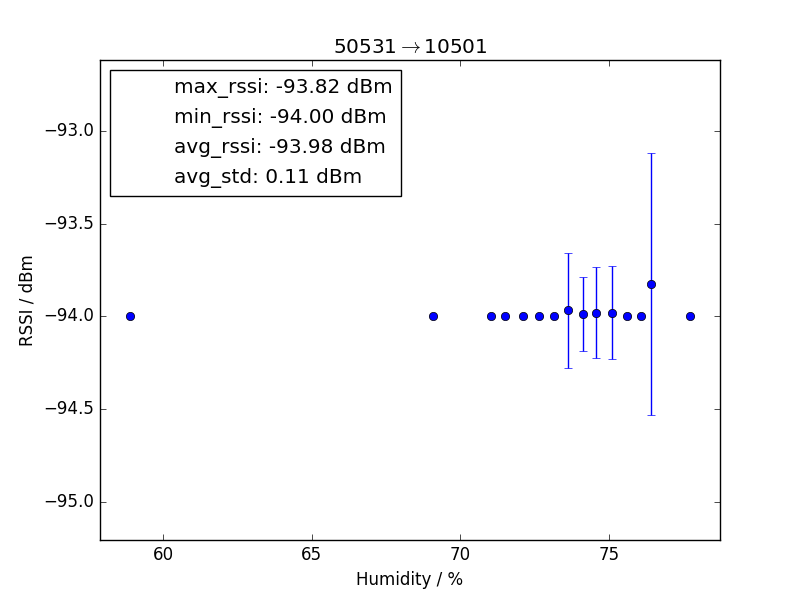 50531→10501
max_rssi: -93.82 dBm
min_rssi: -94.00 dBm
avg_rssi: -93.98 dBm
avg_std: 0.11 dBm
−93.0
−93.5
−94.0
−94.5
−95.0
RSSI / dBm
60 65 70 75
Humidity / %